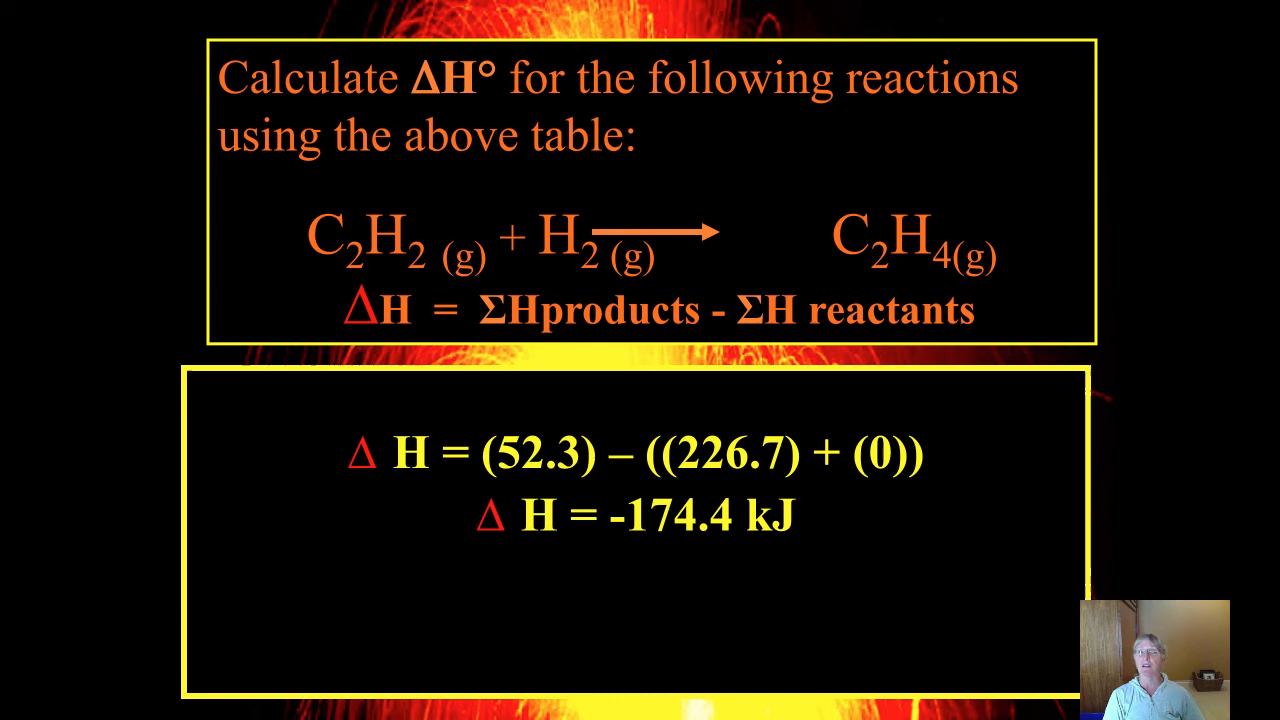 Calculate ΔH° for the following reactions
using the above table:
C₂H₂ (g) + H₂ (g) → C₂H₄(g)
ΔH = ΣHproducts - ΣH reactants
Δ H = (52.3) – ((226.7) + (0))
Δ H = -174.4 kJ